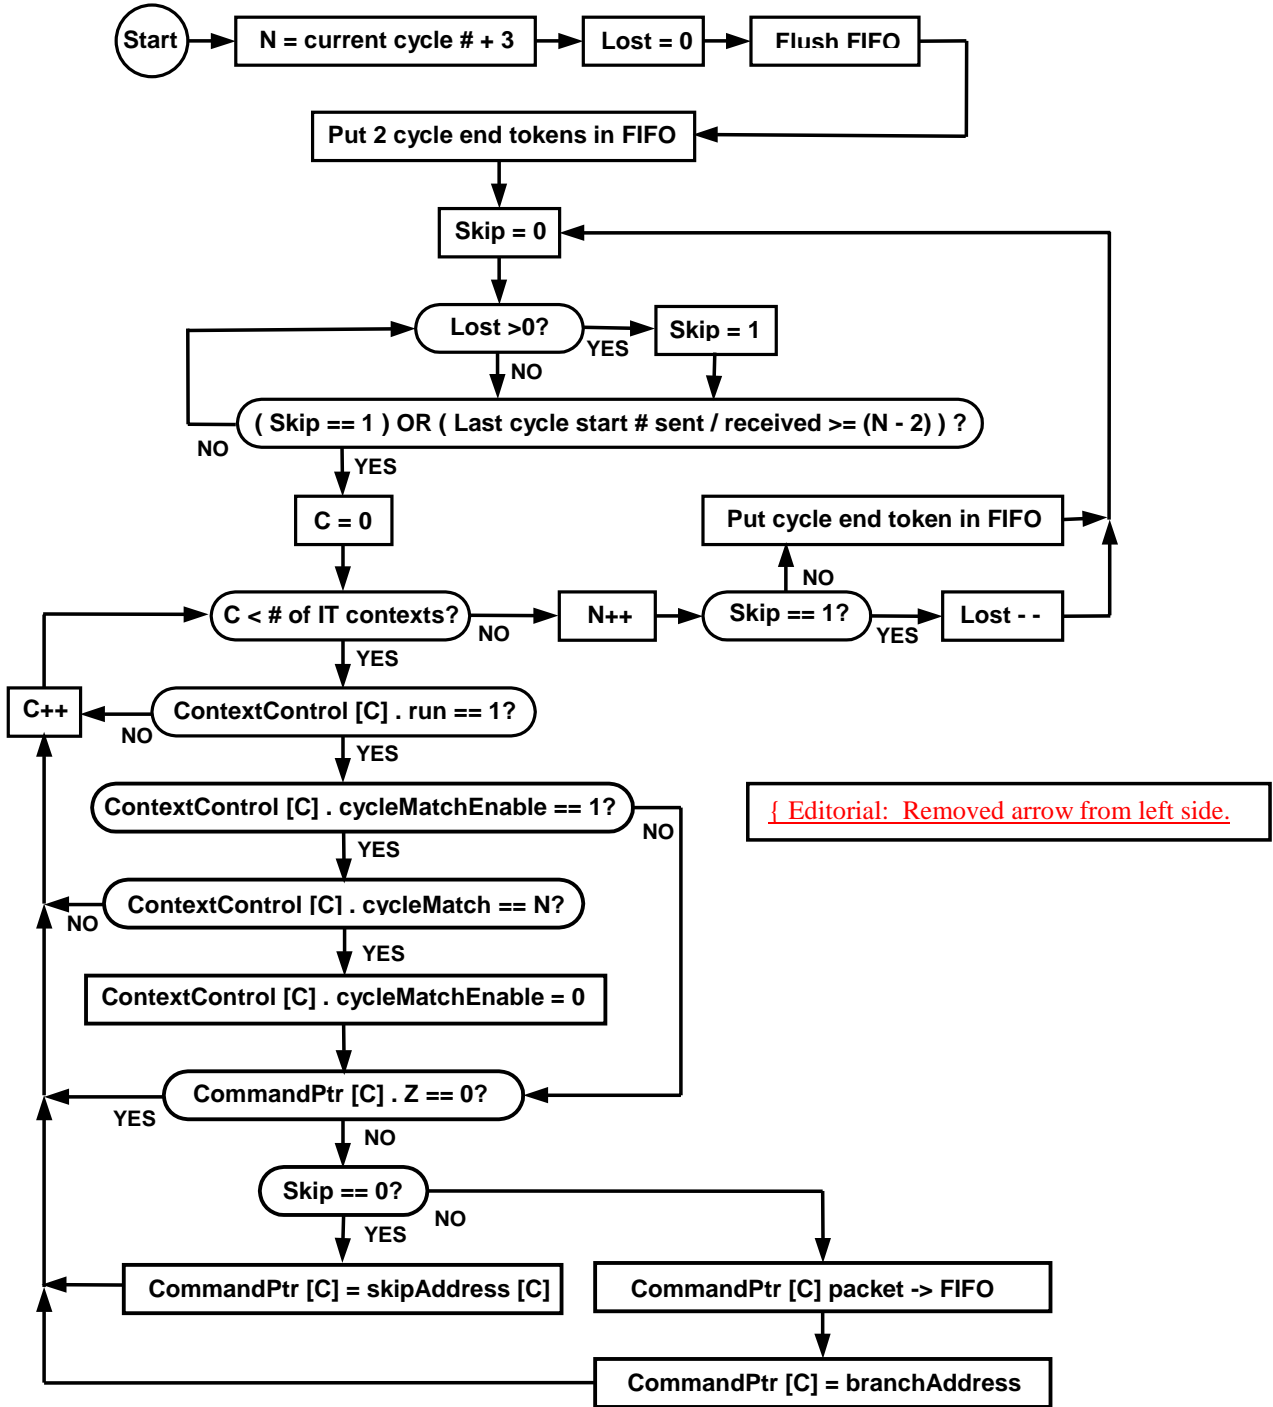 Start
N = current cycle # + 3
Lost = 0
Flush FIFO
Put 2 cycle end tokens in FIFO
Skip = 0
Lost >0?
YES
Skip = 1
NO
( Skip == 1 ) OR ( Last cycle start # sent / received >= (N - 2) ) ?
NO
YES
C = 0
Put cycle end token in FIFO
NO
C < # of IT contexts?
NO
N++
Skip == 1?
YES
Lost - -
YES
C++
NO
ContextControl [C] . run == 1?
YES
ContextControl [C] . cycleMatchEnable == 1?
NO
{ Editorial: Removed arrow from left side.
YES
ContextControl [C] . cycleMatch == N?
NO
YES
ContextControl [C] . cycleMatchEnable = 0
CommandPtr [C] . Z == 0?
YES
NO
Skip == 0?
NO
YES
CommandPtr [C] = skipAddress [C]
CommandPtr [C] packet -> FIFO
CommandPtr [C] = branchAddress